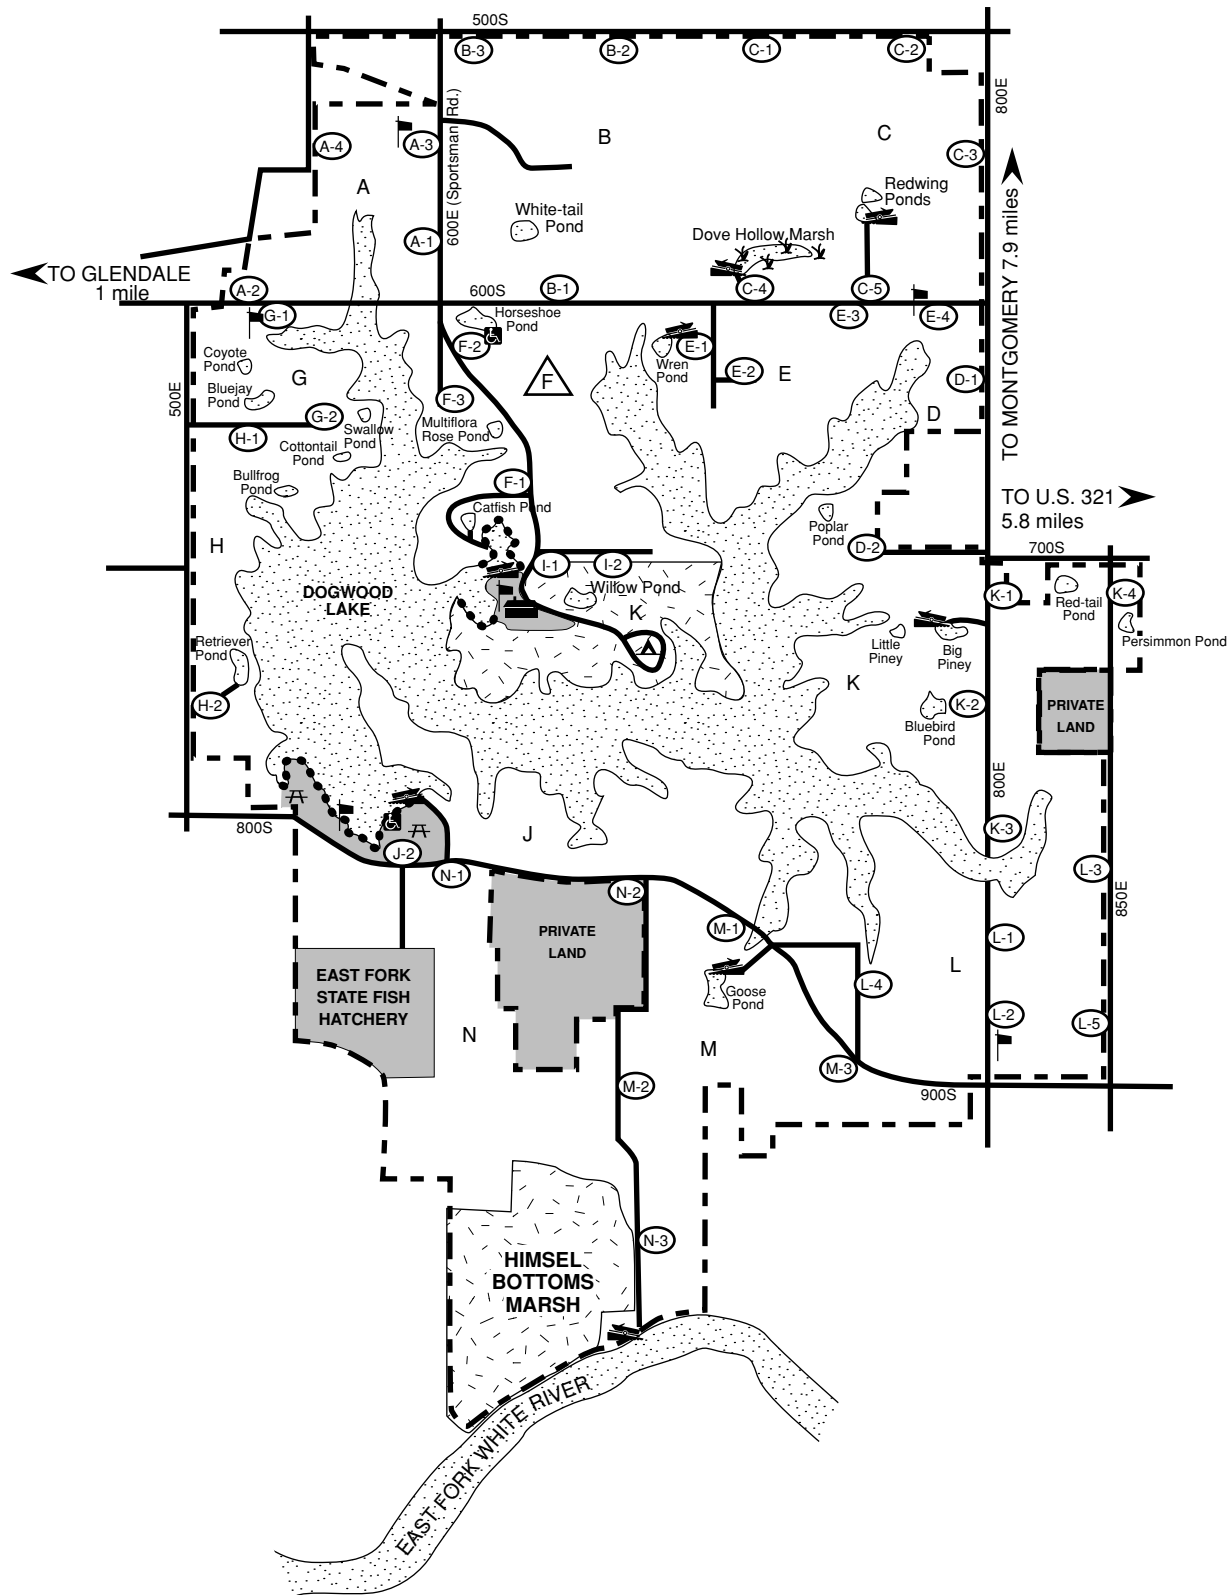 500S
B-3
B-2
C-1
C-2
800E
A-4
A-3
600E (Sportsman Rd.)
B
C
C-3
A
Redwing
Ponds
TO MONTGOMERY 7.9 miles
White-tail
Pond
A-1
Dove Hollow Marsh
TO GLENDALE
1 mile
A-2
600S
B-1
C-4
C-5
G-1
Horseshoe
Pond
E-3
E-4
F-2
E-1
Wren
Pond
Coyote
Pond
G
F
E-2
E
D-1
500E
Bluejay
Pond
F-3
G-2
Swallow
Pond
Multiflora
Rose Pond
D
H-1
Cottontail
Pond
Bullfrog
Pond
F-1
Catfish Pond
TO U.S. 321
5.8 miles
Poplar
Pond
H
D-2
700S
I-1
I-2
DOGWOOD
LAKE
Willow Pond
K
K-1
Red-tail
Pond
K-4
Retriever
Pond
Little
Piney
Big
Piney
Persimmon Pond
K
H-2
K-2
Bluebird
Pond
PRIVATE
LAND
800E
800S
J
K-3
J-2
N-1
L-3
N-2
850E
PRIVATE
LAND
M-1
L-1
EAST FORK
STATE FISH
HATCHERY
Goose
Pond
L-4
L
L-2
L-5
N
M
M-3
M-2
900S
N-3
HIMSEL
BOTTOMS
MARSH
EAST FORK WHITE RIVER